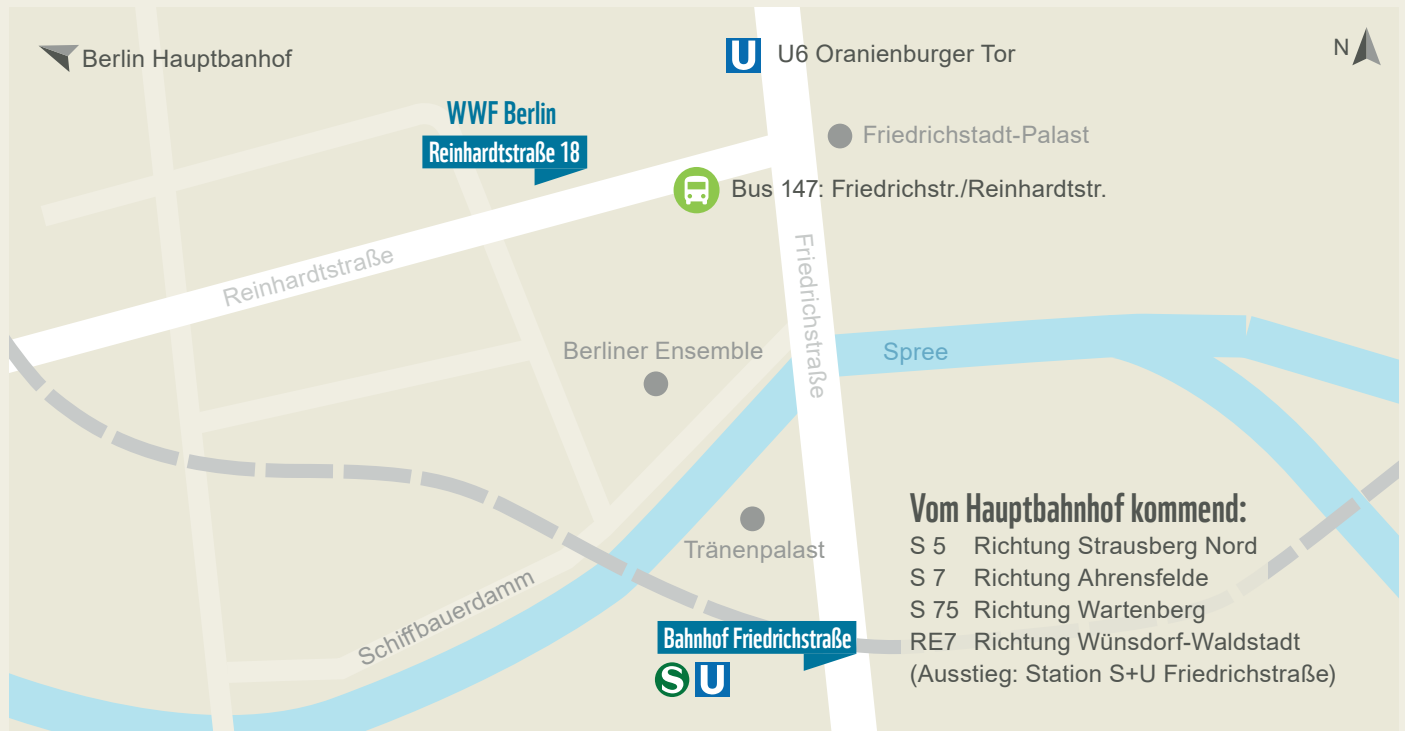 Berlin Hauptbanhof
U U6 Oranienburger Tor
N
WWF Berlin
Reinhardtstraße 18
Friedrichstadt-Palast
Bus 147: Friedrichstr./Reinhardtstr.
Reinhardtstraße
Friedrichstraße
Berliner Ensemble
Spree
Tränenpalast
Schiffbauerdamm
Bahnhof Friedrichstraße
S U
Vom Hauptbahnhof kommend:
S 5 Richtung Strausberg Nord
S 7 Richtung Ahrensfelde
S 75 Richtung Wartenberg
RE7 Richtung Wünsdorf-Waldstadt
(Ausstieg: Station S+U Friedrichstraße)